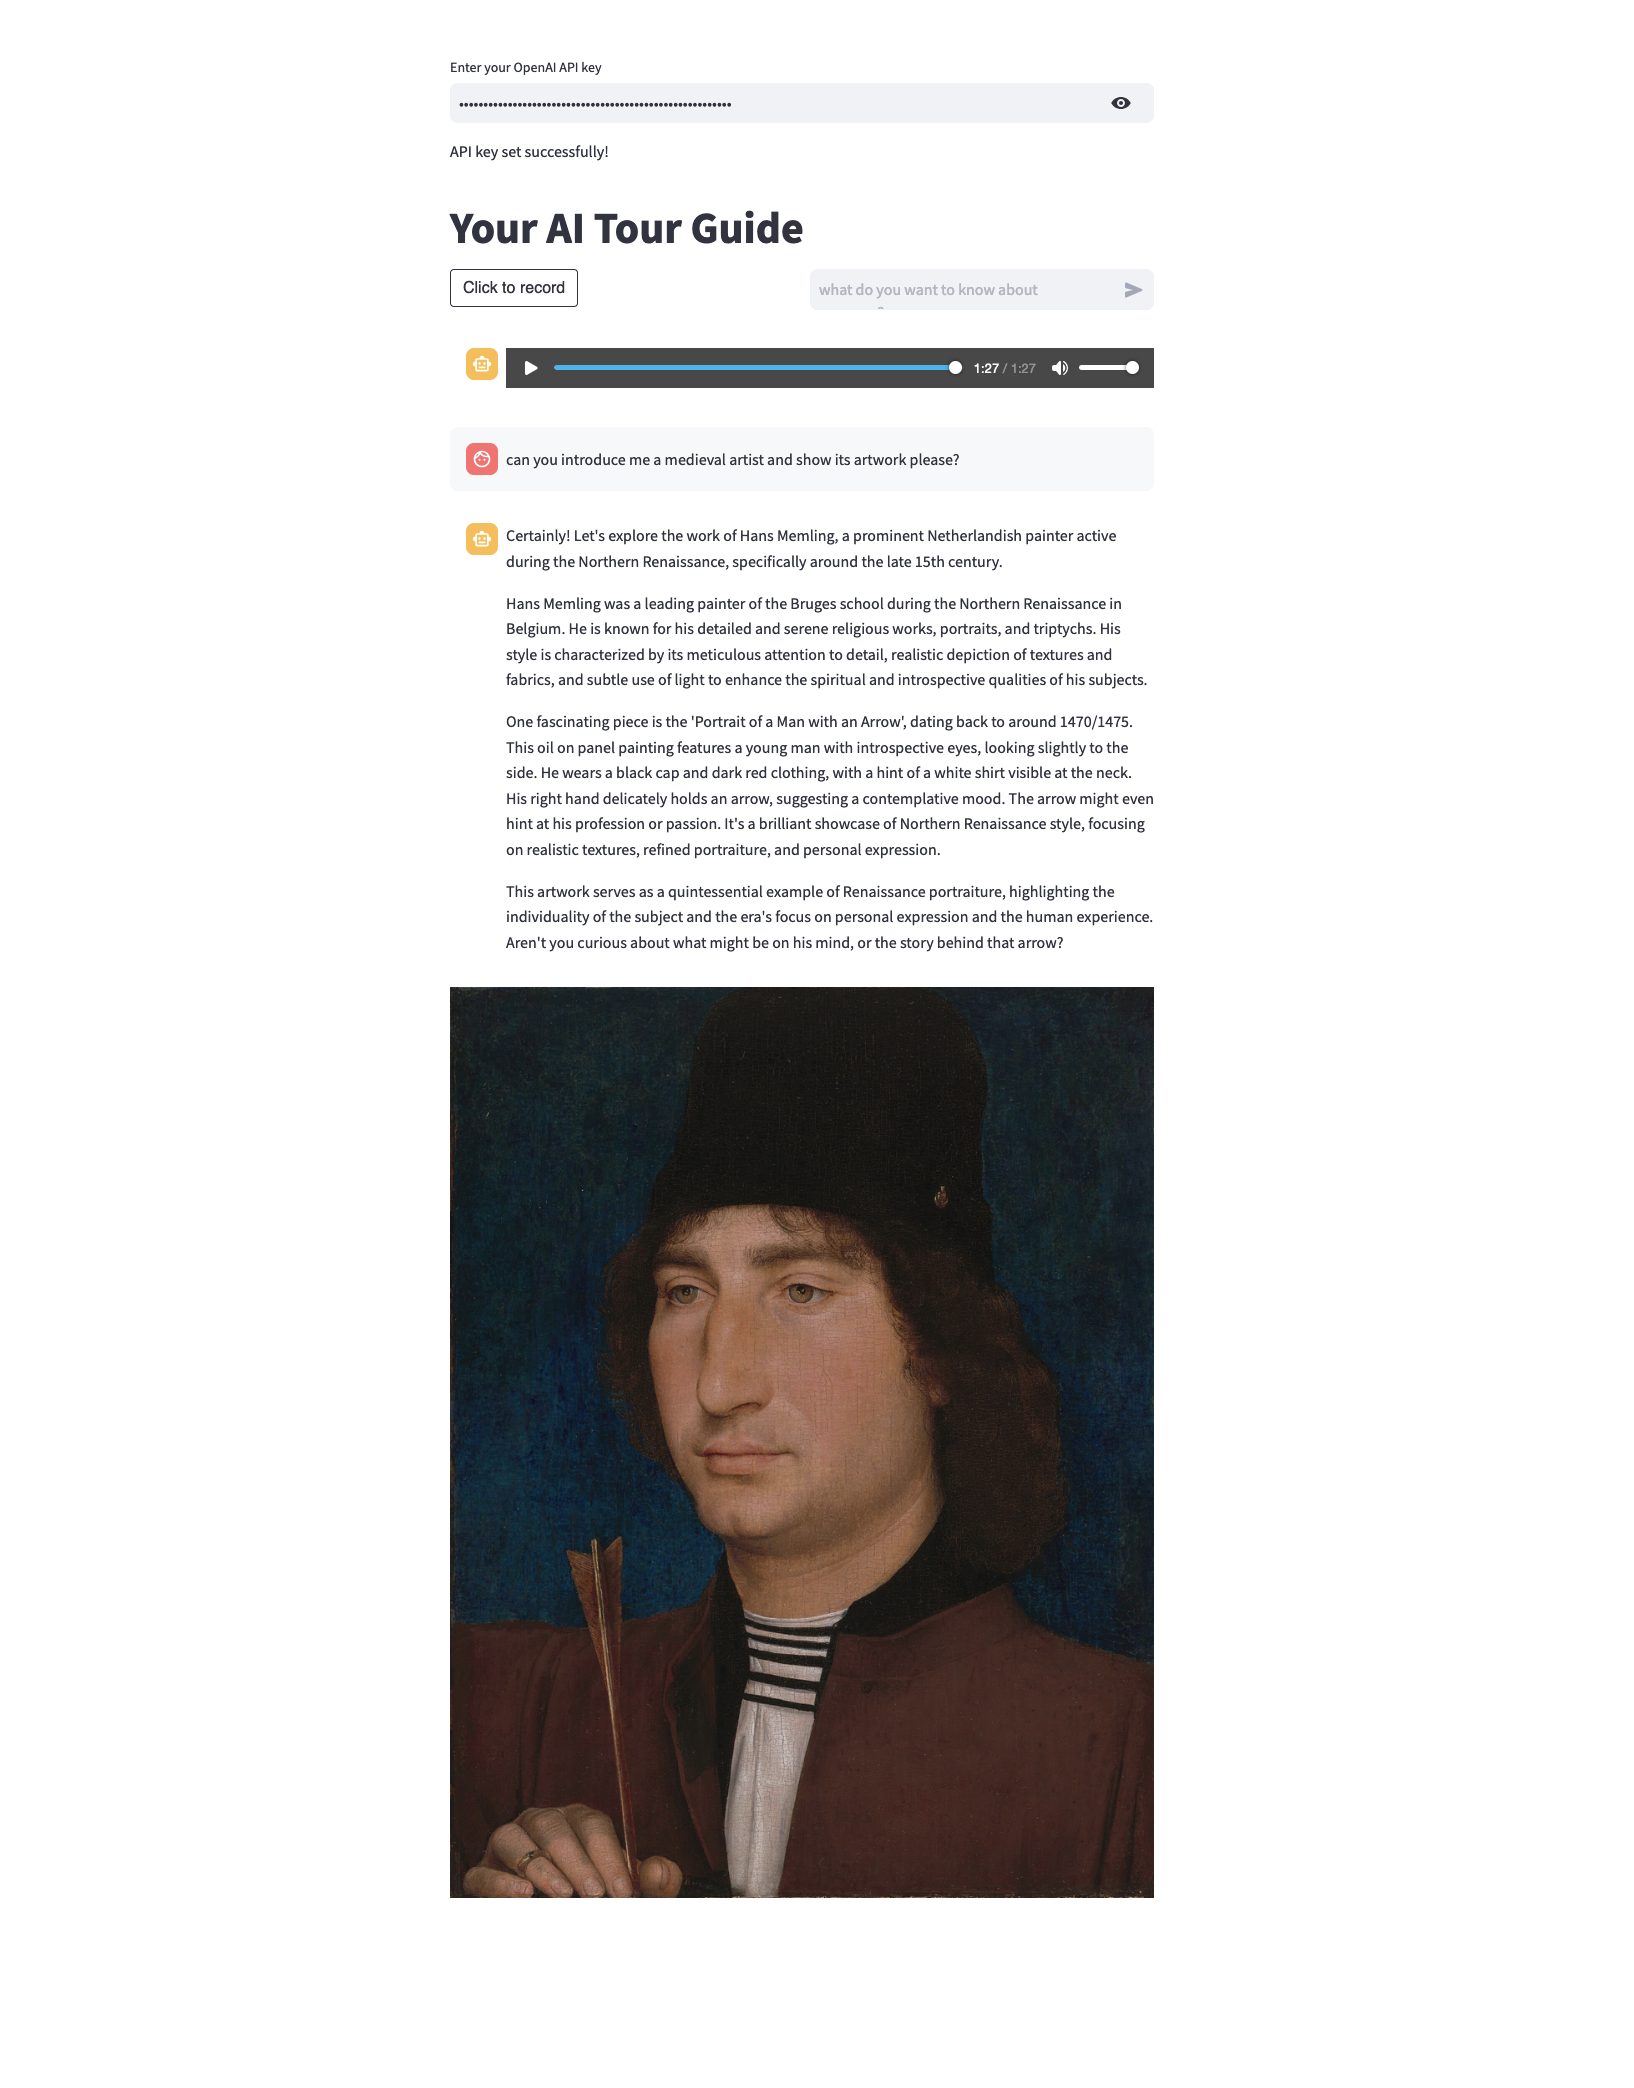 Enter your OpenAI API key
API key set successfully!
Your AI Tour Guide
Click to record
what do you want to know about
1:27 / 1:27
can you introduce me a medieval artist and show its artwork please?
Certainly! Let's explore the work of Hans Memling, a prominent Netherlandish painter active
during the Northern Renaissance, specifically around the late 15th century.
Hans Memling was a leading painter of the Bruges school during the Northern Renaissance in
Belgium. He is known for his detailed and serene religious works, portraits, and triptychs. His
style is characterized by its meticulous attention to detail, realistic depiction of textures and
fabrics, and subtle use of light to enhance the spiritual and introspective qualities of his subjects.
One fascinating piece is the 'Portrait of a Man with an Arrow', dating back to around 1470/1475.
This oil on panel painting features a young man with introspective eyes, looking slightly to the
side. He wears a black cap and dark red clothing, with a hint of a white shirt visible at the neck.
His right hand delicately holds an arrow, suggesting a contemplative mood. The arrow might even
hint at his profession or passion. It's a brilliant showcase of Northern Renaissance style, focusing
on realistic textures, refined portraiture, and personal expression.
This artwork serves as a quintessential example of Renaissance portraiture, highlighting the
individuality of the subject and the era's focus on personal expression and the human experience.
Aren't you curious about what might be on his mind, or the story behind that arrow?